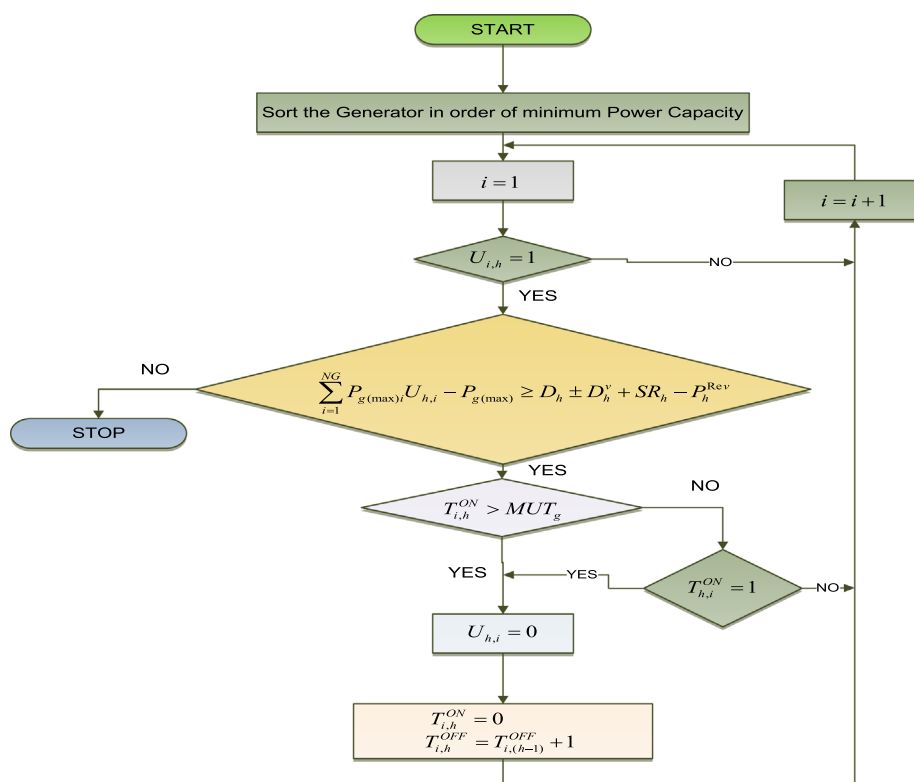 START
Sort the Generator in order of minimum Power Capacity
i = 1
i = i + 1
U_{i,h} = 1
NO
YES
NO
\sum_{i=1}^{NG} P_{g(max)i} U_{h,i} − P_{g(max)} ≥ D_h ± D_h^v + SR_h − P_h^{Rev}
STOP
YES
NO
T_{i,h}^{ON} > MUT_g
YES
YES
T_{h,i}^{ON} = 1
NO
U_{h,i} = 0
T_{i,h}^{ON} = 0
T_{i,h}^{OFF} = T_{i,(h−1)}^{OFF} + 1